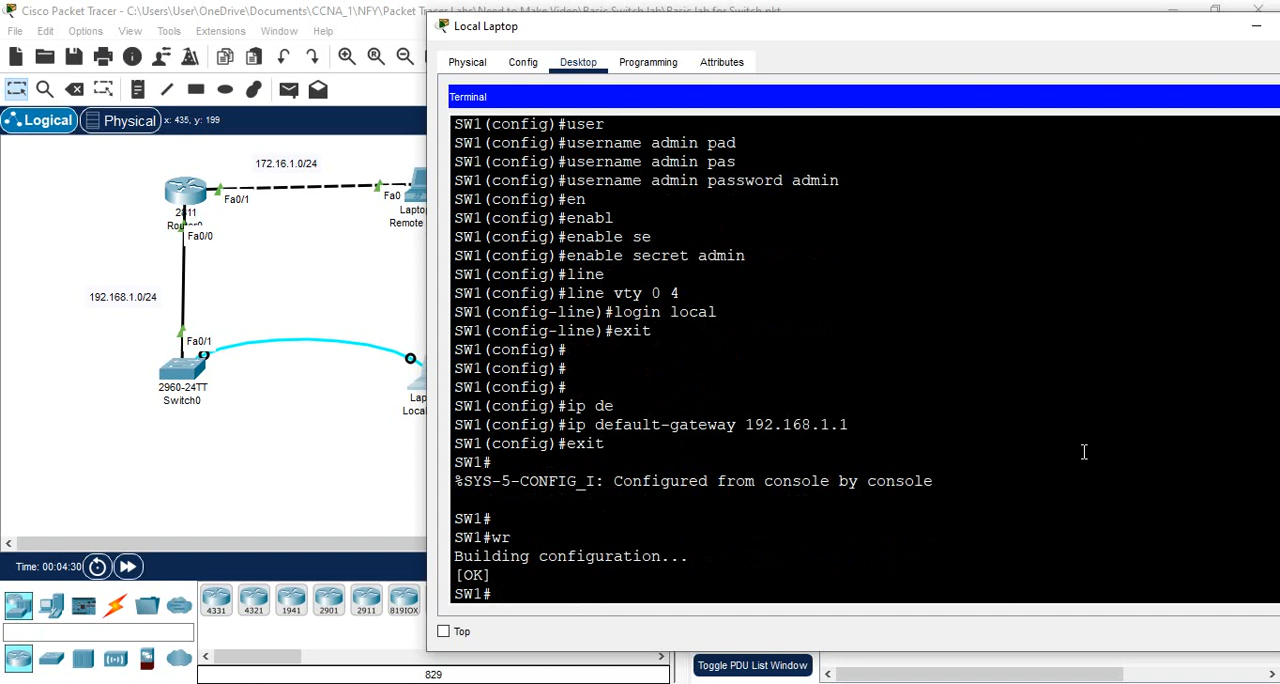 Cisco Packet Tracer - C:\Users\User\OneDrive\Documents\CCNA_1\NFY\Packet Tracer Labs\Need to Make Video\Basic Switch lab\Basic lab for Switch.pkt
File Edit Options View Tools Extensions Window Help
Logical Physical x: 435, y: 199
172.16.1.0/24
Fa0/1
Fa0
2811
Fa0/0
Remote
192.168.1.0/24
Fa0/1
2960-24TT
Switch0
Time: 00:04:30
4331 4321 1941 2901 2911 819IOX
829
Local Laptop
Physical Config Desktop Programming Attributes
Terminal
SW1(config)#user
SW1(config)#username admin pad
SW1(config)#username admin pas
SW1(config)#username admin password admin
SW1(config)#en
SW1(config)#enabl
SW1(config)#enable se
SW1(config)#enable secret admin
SW1(config)#line
SW1(config)#line vty 0 4
SW1(config-line)#login local
SW1(config-line)#exit
SW1(config)#
SW1(config)#
SW1(config)#
SW1(config)#ip de
SW1(config)#ip default-gateway 192.168.1.1
SW1(config)#exit
SW1#
%SYS-5-CONFIG_I: Configured from console by console
SW1#
SW1#wr
Building configuration...
[OK]
SW1#
Top
Toggle PDU List Window